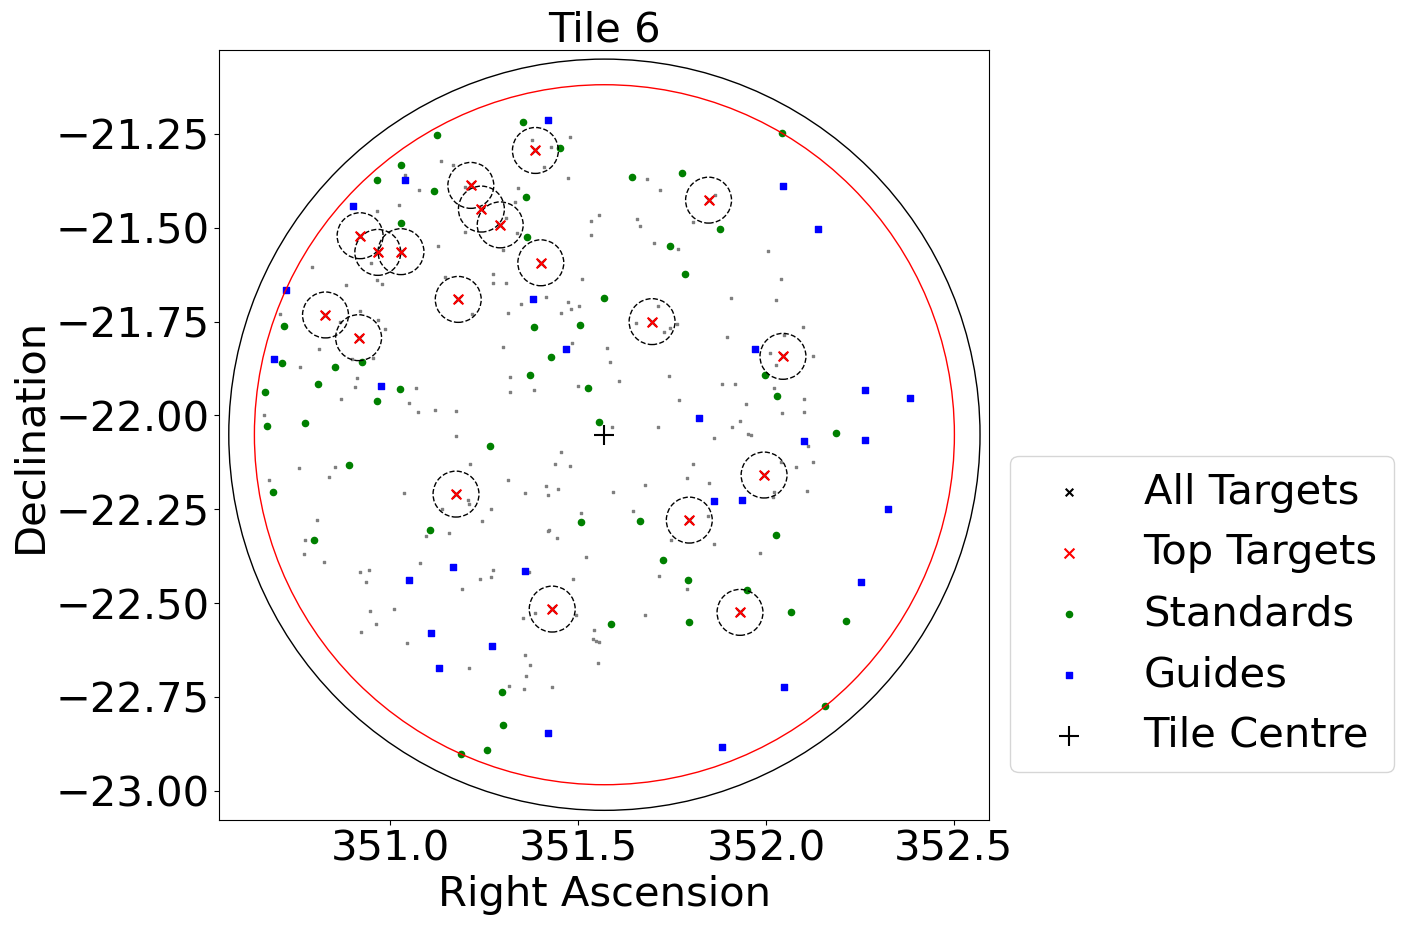 Tile 6
−21.25
−21.50
−21.75
−22.00
−22.25
−22.50
−22.75
−23.00
Declination
351.0 351.5 352.0 352.5
Right Ascension
All Targets
Top Targets
Standards
Guides
Tile Centre